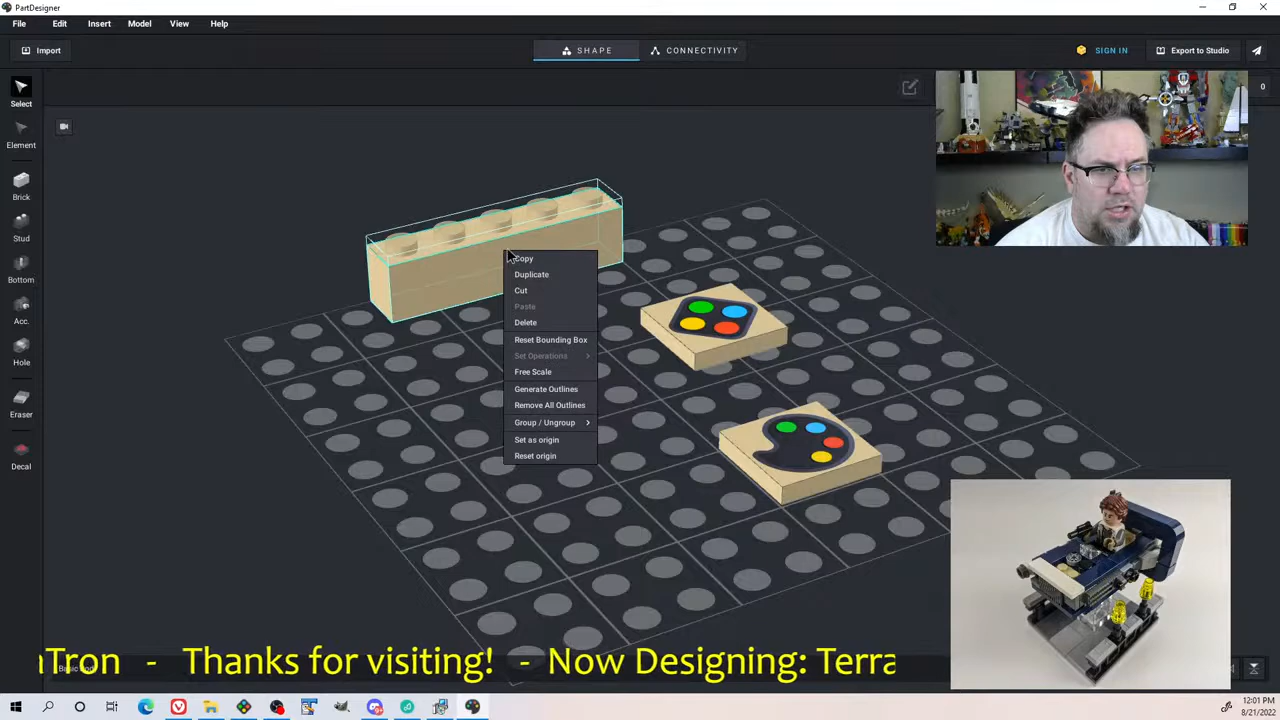 PartDesigner
File Edit Insert Model View Help
Import
SHAPE
CONNECTIVITY
SIGN IN
Export to Studio
0
Select
Element
Brick
Stud
Bottom
Acc.
Hole
Eraser
Decal
Copy
Duplicate
Cut
Paste
Delete
Reset Bounding Box
Set Operations
Free Scale
Generate Outlines
Remove All Outlines
Group / Ungroup
Set as origin
Reset origin
Tron - Thanks for visiting! - Now Designing: Terra
12:01 PM
8/21/2022